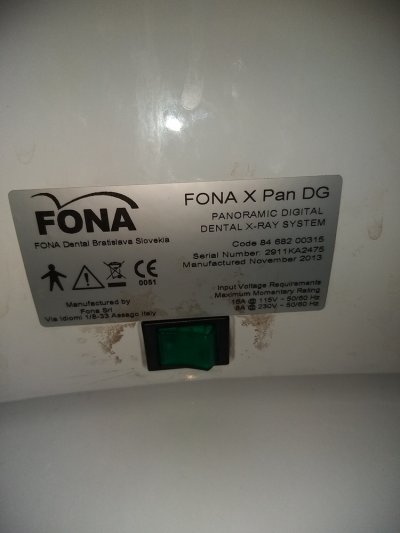 FONA
FONA Dental Bratislava Slovekia
FONA X Pan DG
PANORAMIC DIGITAL
DENTAL X-RAY SYSTEM
Code 84 682 00315
Serial Number: 2911KA2475
Manufactured November 2013
CE
0051
Manufactured by
Fona Srl
Via Idiomi 1/8-33 Assago Italy
Input Voltage Requirements
Maximum Momentary Rating
15A @ 115V - 50/60 Hz
8A @ 230V - 50/60 Hz